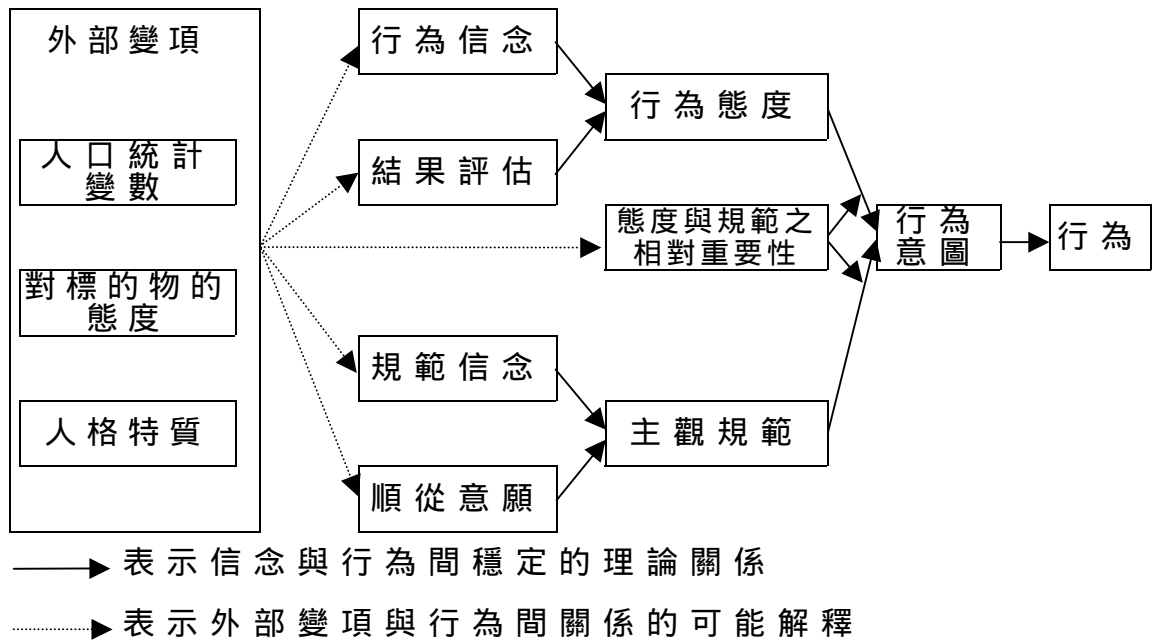 外部變項
人口統計
變數
對標的物的
態度
人格特質
行為信念
結果評估
規範信念
順從意願
行為態度
態度與規範之
相對重要性
主觀規範
行為
意圖
行為
表示信念與行為間穩定的理論關係
表示外部變項與行為間關係的可能解釋